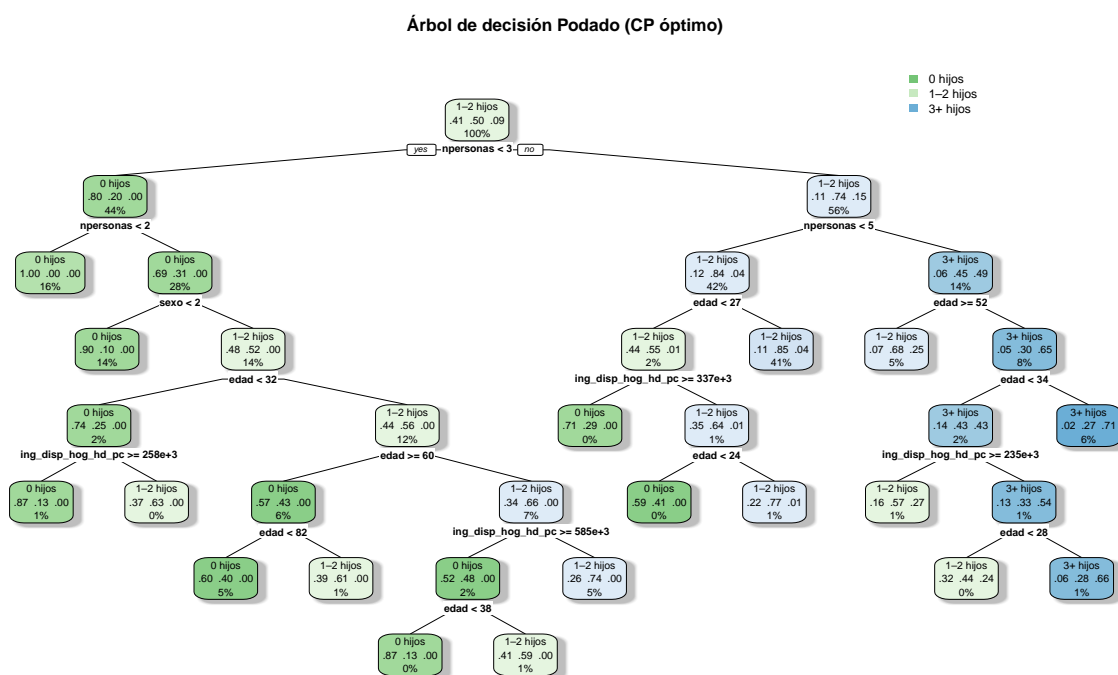 Árbol de decisión Podado (CP óptimo)
0 hijos
1–2 hijos
3+ hijos
1–2 hijos
.41 .50 .09
100%
yes npersonas < 3 no
0 hijos
.80 .20 .00
44%
npersonas < 2
1–2 hijos
.11 .74 .15
56%
npersonas < 5
0 hijos
1.00 .00 .00
16%
0 hijos
.69 .31 .00
28%
sexo < 2
1–2 hijos
.12 .84 .04
42%
edad < 27
3+ hijos
.06 .45 .49
14%
edad >= 52
0 hijos
.90 .10 .00
14%
1–2 hijos
.48 .52 .00
14%
edad < 32
1–2 hijos
.44 .55 .01
2%
ing_disp_hog_hd_pc >= 337e+3
1–2 hijos
.11 .85 .04
41%
1–2 hijos
.07 .68 .25
5%
3+ hijos
.05 .30 .65
8%
edad < 34
0 hijos
.74 .25 .00
2%
ing_disp_hog_hd_pc >= 258e+3
1–2 hijos
.44 .56 .00
12%
edad >= 60
0 hijos
.71 .29 .00
0%
1–2 hijos
.35 .64 .01
1%
edad < 24
3+ hijos
.14 .43 .43
2%
ing_disp_hog_hd_pc >= 235e+3
3+ hijos
.02 .27 .71
6%
0 hijos
.87 .13 .00
1%
1–2 hijos
.37 .63 .00
0%
0 hijos
.57 .43 .00
6%
edad < 82
1–2 hijos
.34 .66 .00
7%
ing_disp_hog_hd_pc >= 585e+3
0 hijos
.59 .41 .00
0%
1–2 hijos
.22 .77 .01
1%
1–2 hijos
.16 .57 .27
1%
3+ hijos
.13 .33 .54
1%
edad < 28
0 hijos
.60 .40 .00
5%
1–2 hijos
.39 .61 .00
1%
0 hijos
.52 .48 .00
2%
edad < 38
1–2 hijos
.26 .74 .00
5%
1–2 hijos
.32 .44 .24
0%
3+ hijos
.06 .28 .66
1%
0 hijos
.87 .13 .00
0%
1–2 hijos
.41 .59 .00
1%